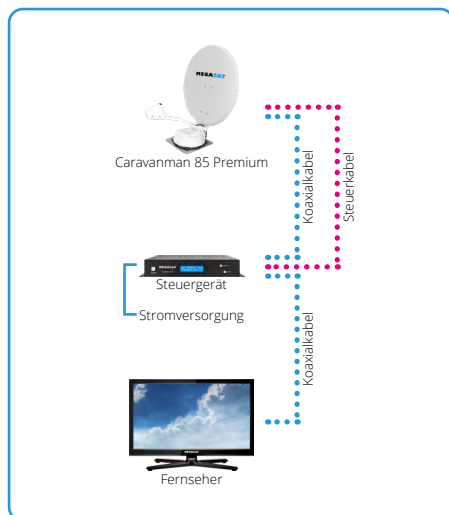 MEGASAT
Caravanman 85 Premium
Koaxialkabel
Steuerkabel
MEGASAT
Steuergerät
Stromversorgung
Koaxialkabel
Fernseher